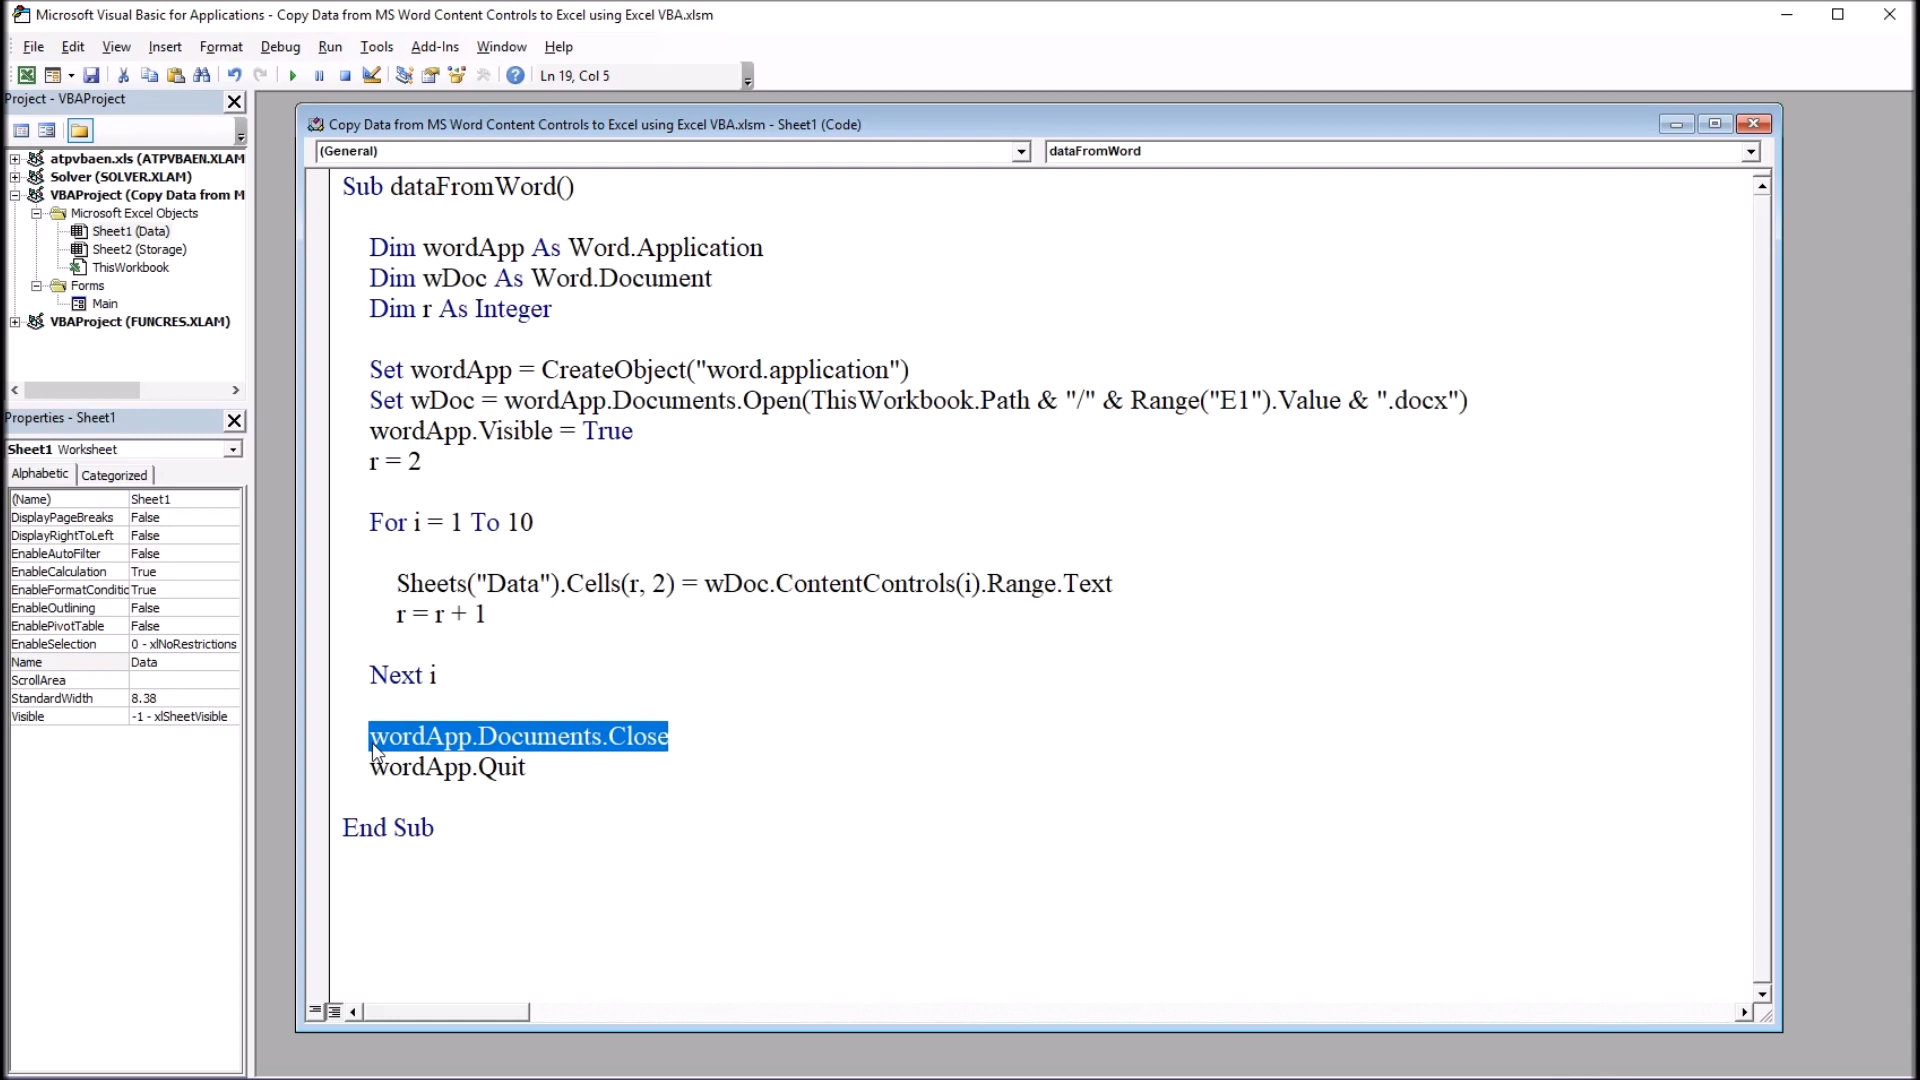 Microsoft Visual Basic for Applications - Copy Data from MS Word Content Controls to Excel using Excel VBA.xlsm
File Edit View Insert Format Debug Run Tools Add-Ins Window Help
Ln 19, Col 5
Project - VBAProject
atpvbaen.xls (ATPVBAEN.XLAM
Solver (SOLVER.XLAM)
VBAProject (Copy Data from M
Microsoft Excel Objects
Sheet1 (Data)
Sheet2 (Storage)
ThisWorkbook
Forms
Main
VBAProject (FUNCRES.XLAM)
Properties - Sheet1
Sheet1 Worksheet
Alphabetic Categorized
(Name) Sheet1
DisplayPageBreaks False
DisplayRightToLeft False
EnableAutoFilter False
EnableCalculation True
EnableFormatConditic True
EnableOutlining False
EnablePivotTable False
EnableSelection 0 - xlNoRestrictions
Name Data
ScrollArea
StandardWidth 8.38
Visible -1 - xlSheetVisible
Copy Data from MS Word Content Controls to Excel using Excel VBA.xlsm - Sheet1 (Code)
(General) dataFromWord
Sub dataFromWord()
Dim wordApp As Word.Application
Dim wDoc As Word.Document
Dim r As Integer
Set wordApp = CreateObject("word.application")
Set wDoc = wordApp.Documents.Open(ThisWorkbook.Path & "/" & Range("E1").Value & ".docx")
wordApp.Visible = True
r = 2
For i = 1 To 10
Sheets("Data").Cells(r, 2) = wDoc.ContentControls(i).Range.Text
r = r + 1
Next i
wordApp.Documents.Close
wordApp.Quit
End Sub